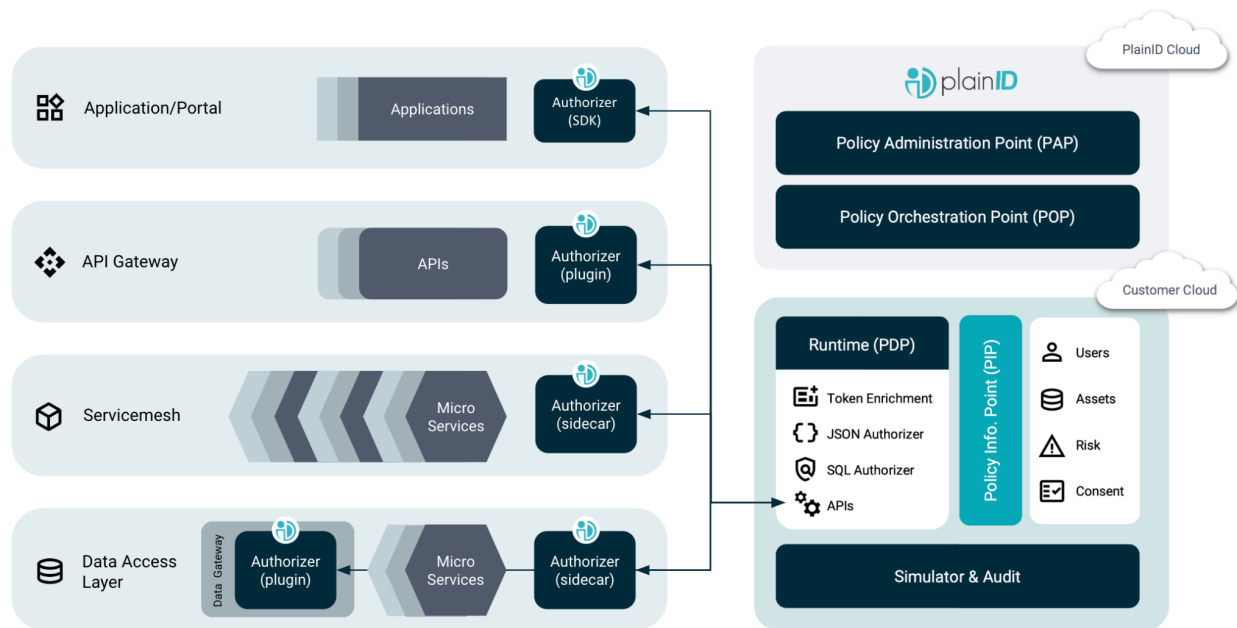 Application/Portal
Applications
Authorizer
(SDK)
API Gateway
APIs
Authorizer
(plugin)
Servicemesh
Micro
Services
Authorizer
(sidecar)
Data Access
Layer
Data Gateway
Authorizer
(plugin)
Micro
Services
Authorizer
(sidecar)
PlainID Cloud
plainID
Policy Administration Point (PAP)
Policy Orchestration Point (POP)
Customer Cloud
Runtime (PDP)
Token Enrichment
JSON Authorizer
SQL Authorizer
APIs
Policy Info. Point (PIP)
Users
Assets
Risk
Consent
Simulator & Audit